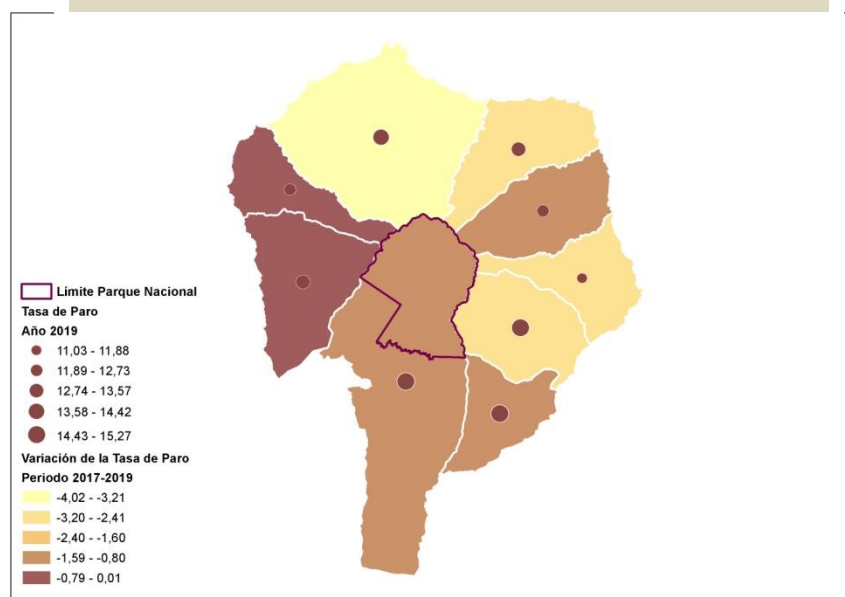 Límite Parque Nacional
Tasa de Paro
Año 2019
11,03 - 11,88
11,89 - 12,73
12,74 - 13,57
13,58 - 14,42
14,43 - 15,27
Variación de la Tasa de Paro
Periodo 2017-2019
-4,02 - -3,21
-3,20 - -2,41
-2,40 - -1,60
-1,59 - -0,80
-0,79 - 0,01